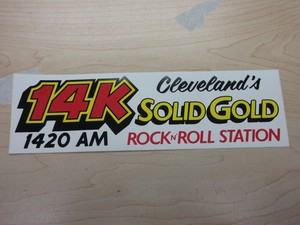 14K
1420 AM
Cleveland's
SOLID GOLD
ROCK N' ROLL STATION